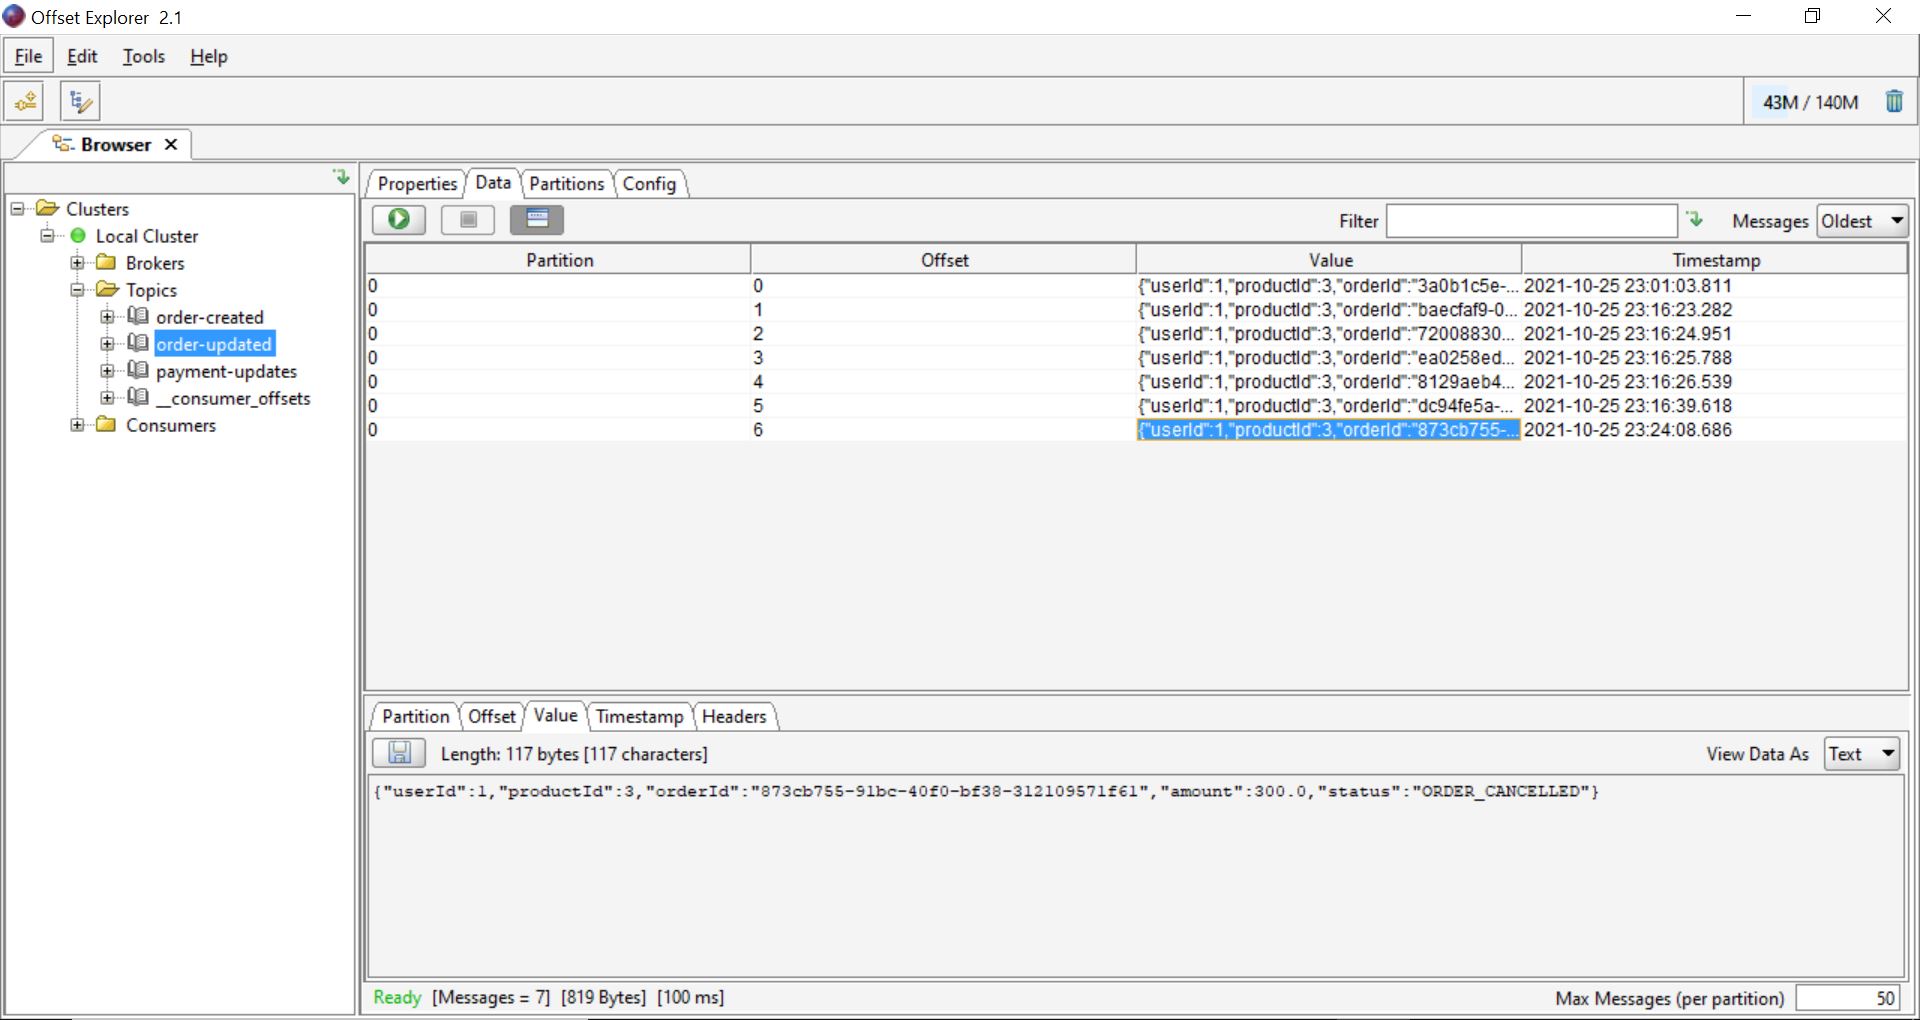 Offset Explorer 2.1
File Edit Tools Help
43M / 140M
Browser
Properties Data Partitions Config
Filter Messages Oldest
Clusters
Local Cluster
Brokers
Topics
order-created
order-updated
payment-updates
__consumer_offsets
Consumers
Partition Offset Value Timestamp
0 0 {"userId":1,"productId":3,"orderId":"3a0b1c5e-... 2021-10-25 23:01:03.811
0 1 {"userId":1,"productId":3,"orderId":"baecfaf9-0... 2021-10-25 23:16:23.282
0 2 {"userId":1,"productId":3,"orderId":"72008830... 2021-10-25 23:16:24.951
0 3 {"userId":1,"productId":3,"orderId":"ea0258ed... 2021-10-25 23:16:25.788
0 4 {"userId":1,"productId":3,"orderId":"8129aeb4... 2021-10-25 23:16:26.539
0 5 {"userId":1,"productId":3,"orderId":"dc94fe5a-... 2021-10-25 23:16:39.618
0 6 {"userId":1,"productId":3,"orderId":"873cb755-... 2021-10-25 23:24:08.686
Partition Offset Value Timestamp Headers
Length: 117 bytes [117 characters] View Data As Text
{"userId":1,"productId":3,"orderId":"873cb755-91bc-40f0-bf38-312109571f61","amount":300.0,"status":"ORDER_CANCELLED"}
Ready [Messages = 7] [819 Bytes] [100 ms] Max Messages (per partition) 50